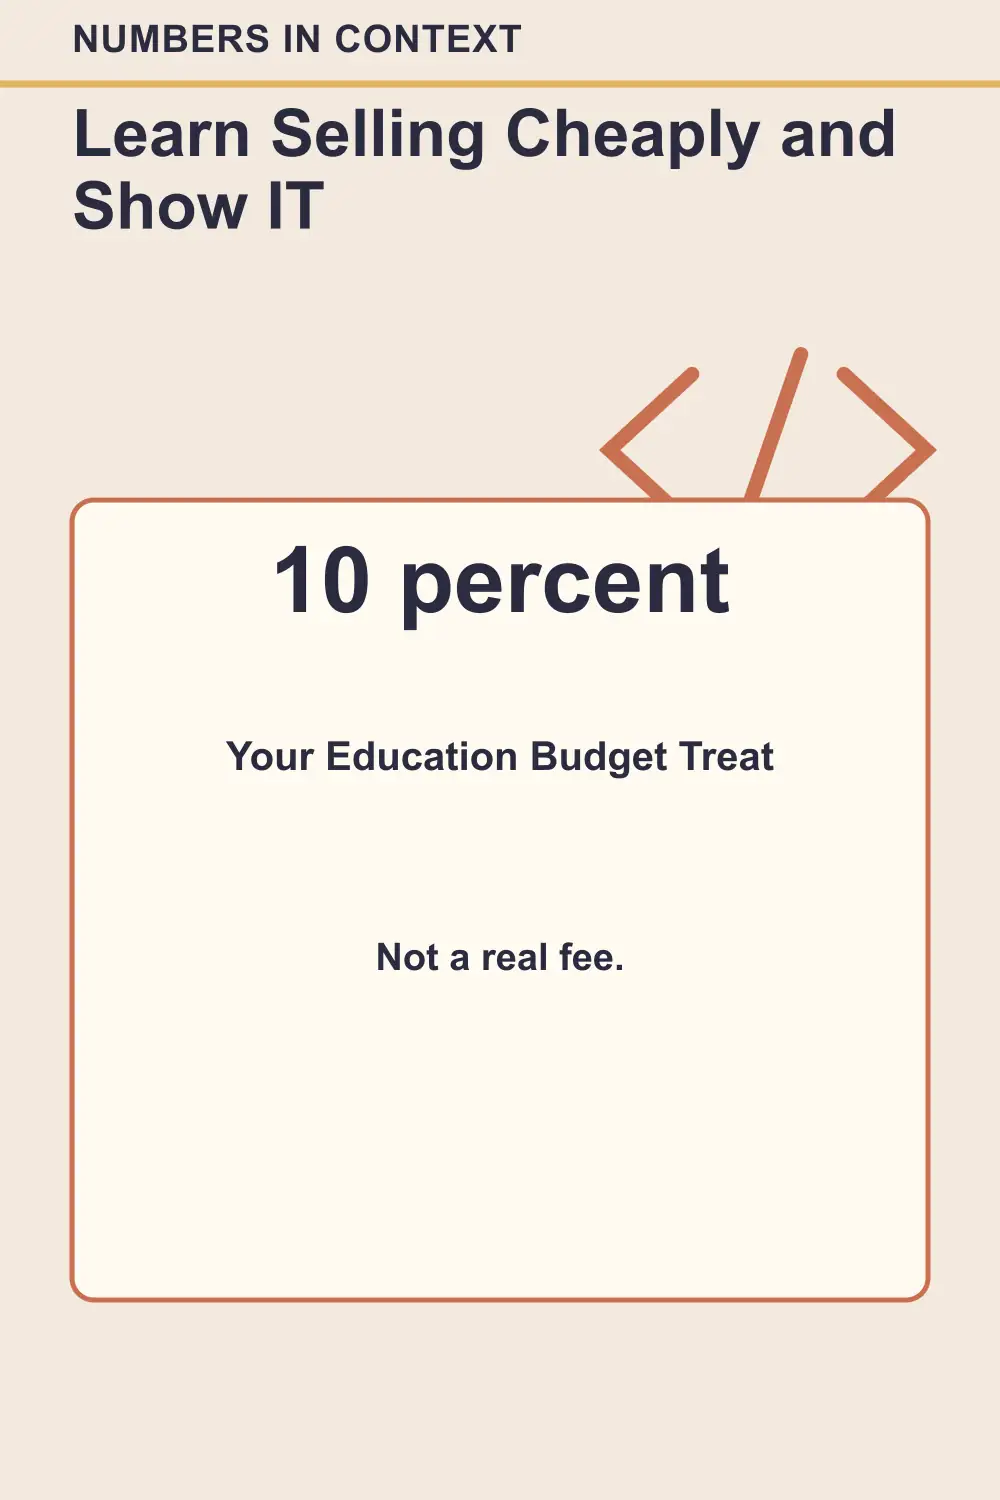 NUMBERS IN CONTEXT
Learn Selling Cheaply and
Show IT
10 percent
Your Education Budget Treat
Not a real fee.